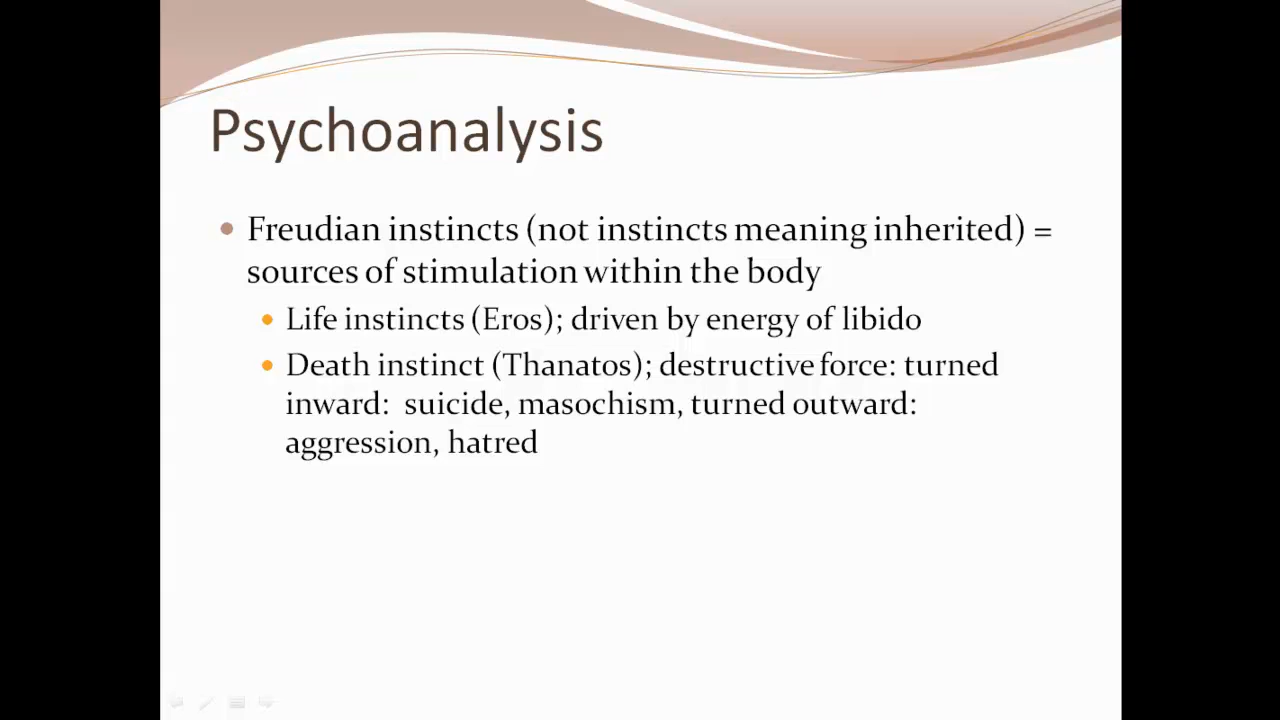 Psychoanalysis
• Freudian instincts (not instincts meaning inherited) =
sources of stimulation within the body
• Life instincts (Eros); driven by energy of libido
• Death instinct (Thanatos); destructive force: turned
inward:  suicide, masochism, turned outward:
aggression, hatred